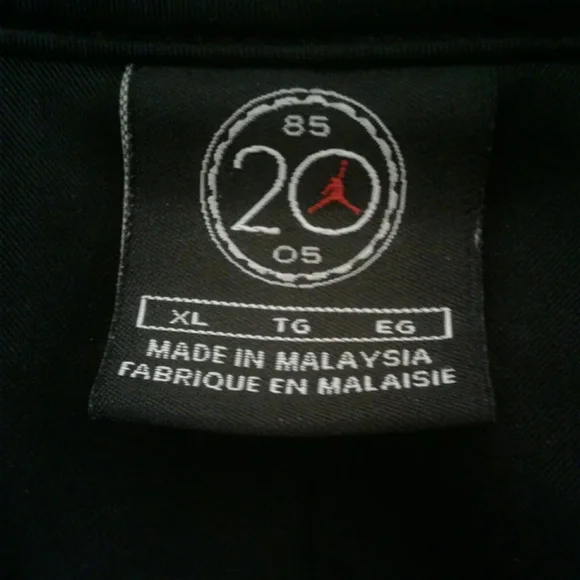 85
20
05
XL TG EG
MADE IN MALAYSIA
FABRIQUE EN MALAISIE